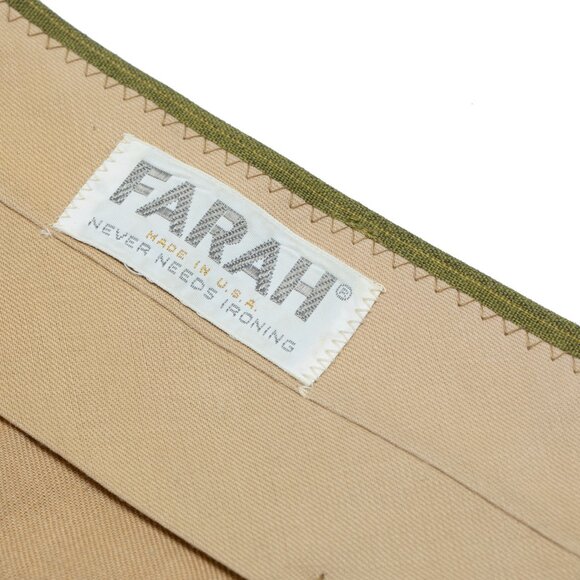 FARAH®
MADE IN U.S.A.
NEVER NEEDS IRONING